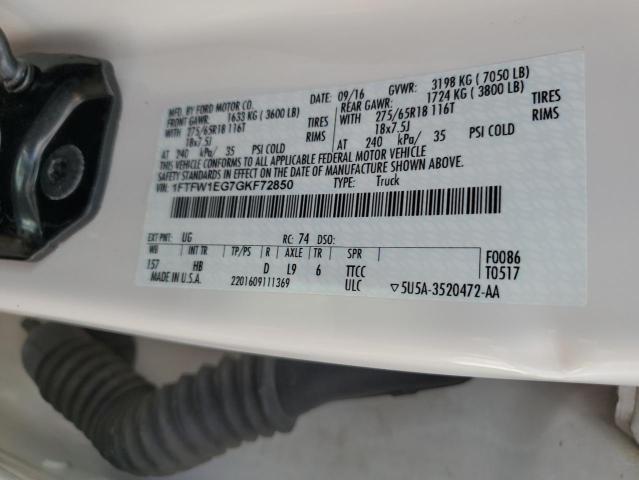 MFD. BY FORD MOTOR CO. DATE: 09/16 GVWR: 3198 KG ( 7050 LB)
FRONT GAWR: 1633 KG ( 3600 LB) REAR GAWR: 1724 KG ( 3800 LB)
WITH 275/65R18 116T TIRES WITH 275/65R18 116T TIRES
18x7.5J RIMS 18x7.5J RIMS
AT 240 kPa/ 35 PSI COLD AT 240 kPa/ 35 PSI COLD
THIS VEHICLE CONFORMS TO ALL APPLICABLE FEDERAL MOTOR VEHICLE
SAFETY STANDARDS IN EFFECT ON THE DATE OF MANUFACTURE SHOWN ABOVE.
VIN: 1FTFW1EG7GKF72850 TYPE: Truck
EXT PNT: UG RC: 74 DSO:
WB INT TR TP/PS R AXLE TR SPR F0086
157 HB D L9 6 TTCC T0517
MADE IN U.S.A. 2201609111369 ULC ▽5U5A-3520472-AA